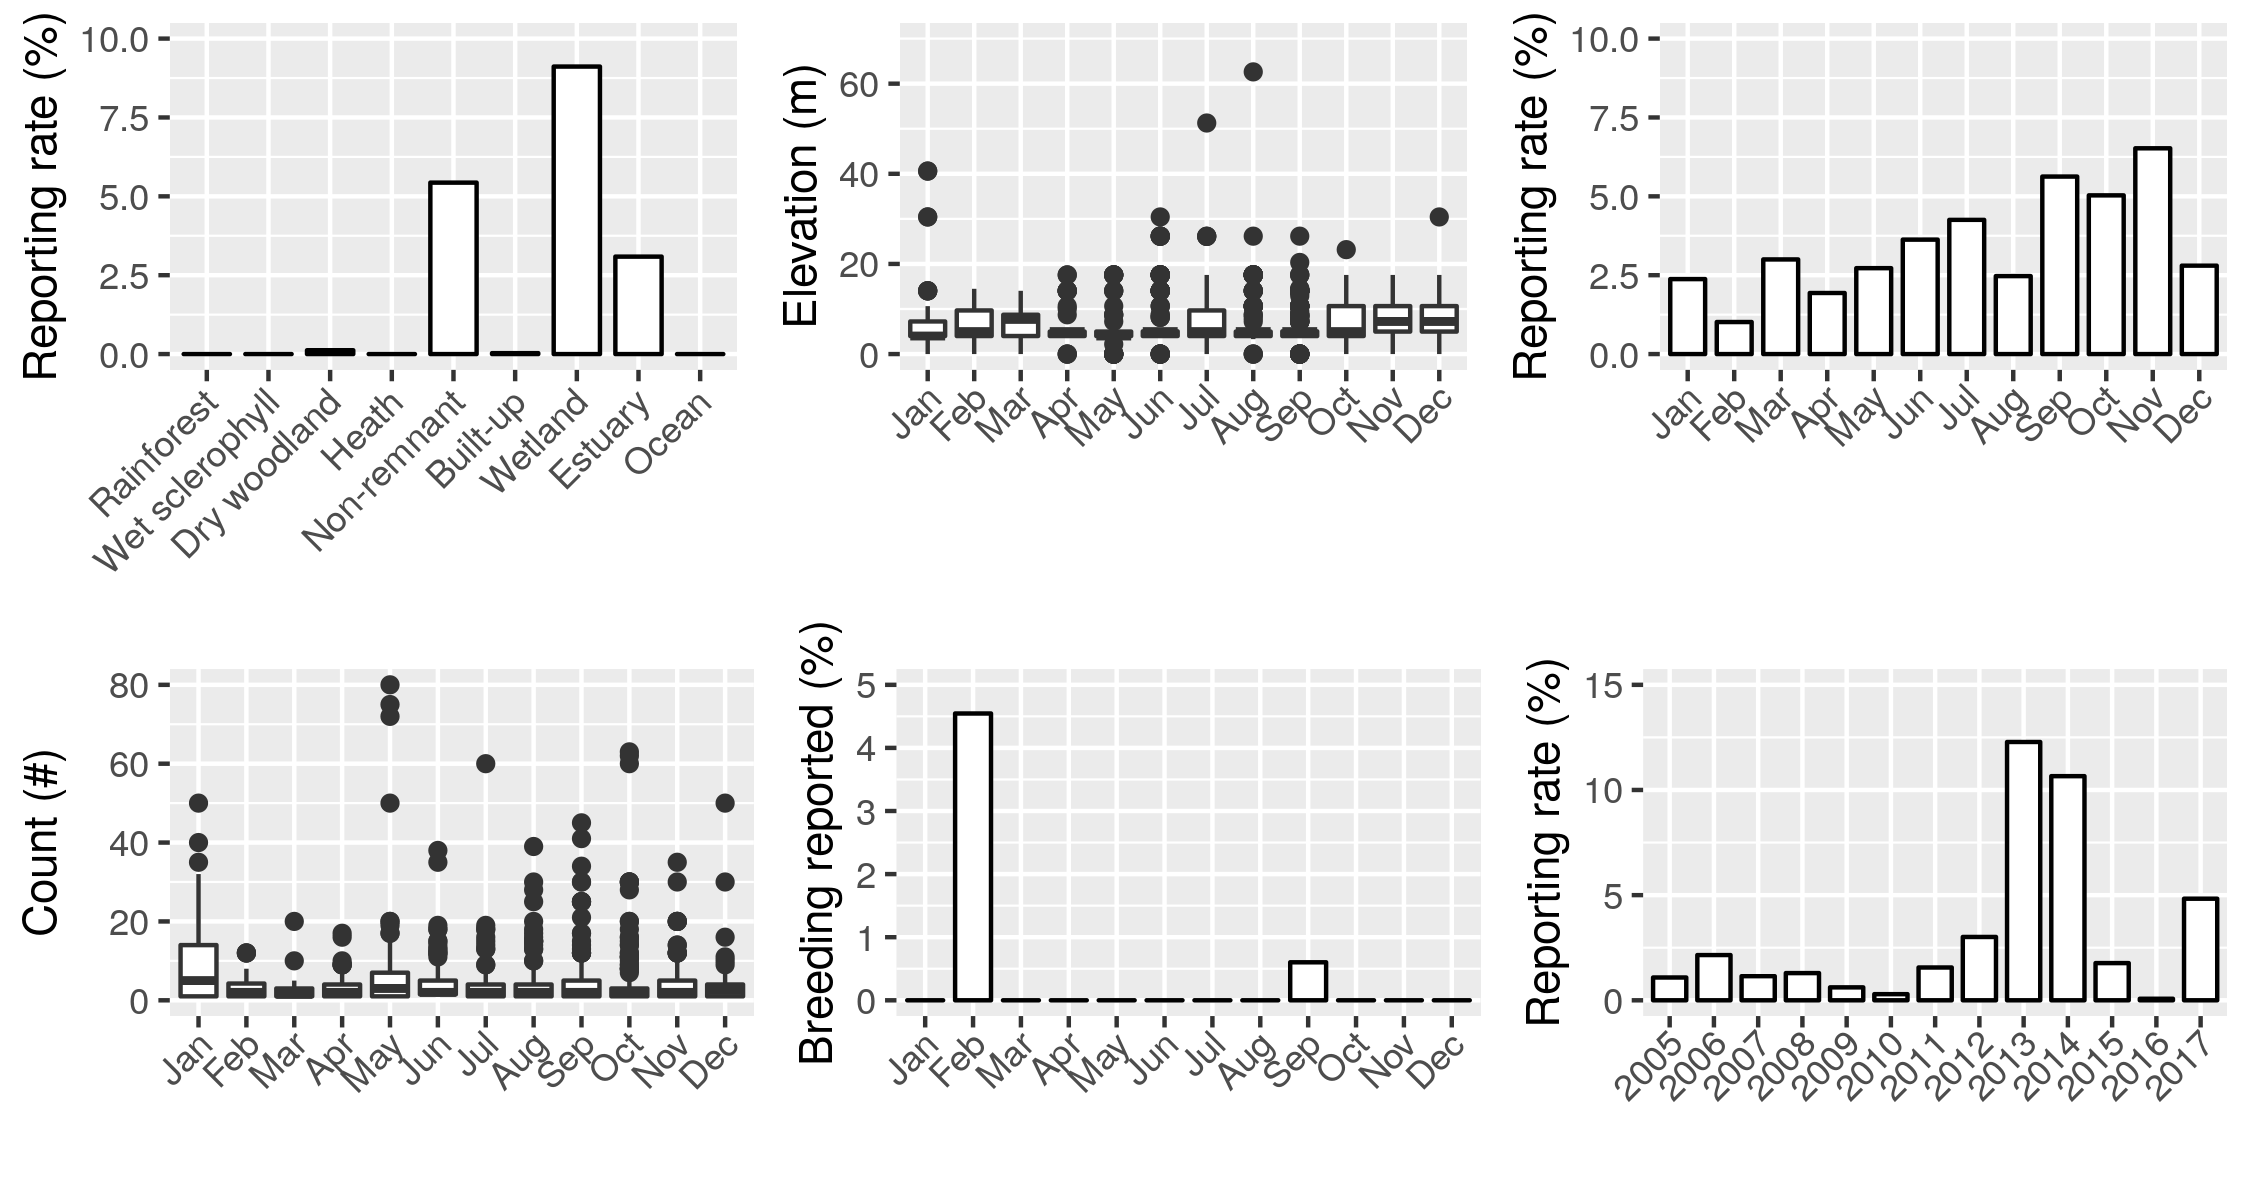 Reporting rate (%)
10.0
7.5
5.0
2.5
0.0
Rainforest
Wet sclerophyll
Dry woodland
Heath
Non-remnant
Built-up
Wetland
Estuary
Ocean
Elevation (m)
60
40
20
0
Jan
Feb
Mar
Apr
May
Jun
Jul
Aug
Sep
Oct
Nov
Dec
Reporting rate (%)
10.0
7.5
5.0
2.5
0.0
Jan
Feb
Mar
Apr
May
Jun
Jul
Aug
Sep
Oct
Nov
Dec
Count (#)
80
60
40
20
0
Jan
Feb
Mar
Apr
May
Jun
Jul
Aug
Sep
Oct
Nov
Dec
Breeding reported (%)
5
4
3
2
1
0
Jan
Feb
Mar
Apr
May
Jun
Jul
Aug
Sep
Oct
Nov
Dec
Reporting rate (%)
15
10
5
0
2005
2006
2007
2008
2009
2010
2011
2012
2013
2014
2015
2016
2017